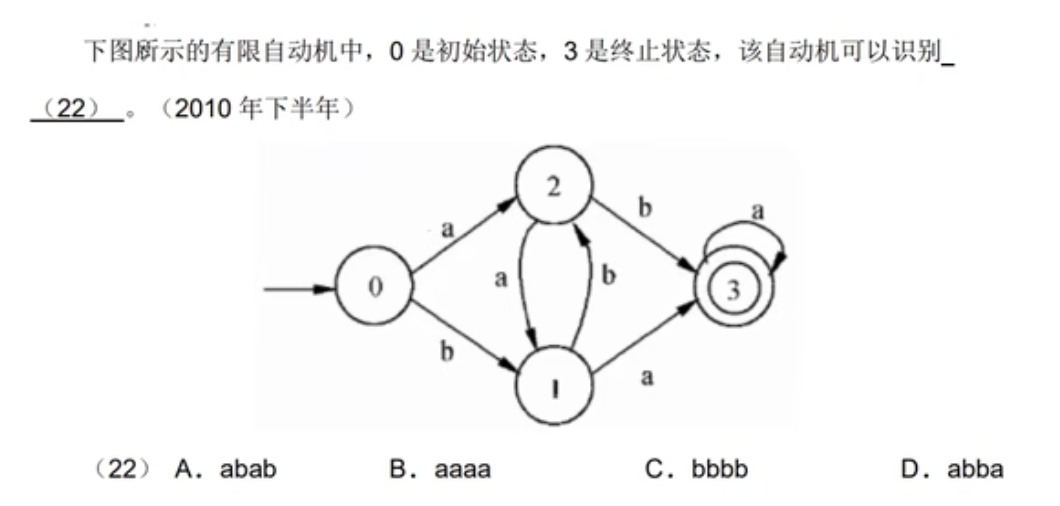 下图所示的有限自动机中，0 是初始状态，3 是终止状态，该自动机可以识别_
（22）。（2010 年下半年）
2
b
a
a
a
b
0
3
b
1
a
（22） A．abab B．aaaa C．bbbb D．abba